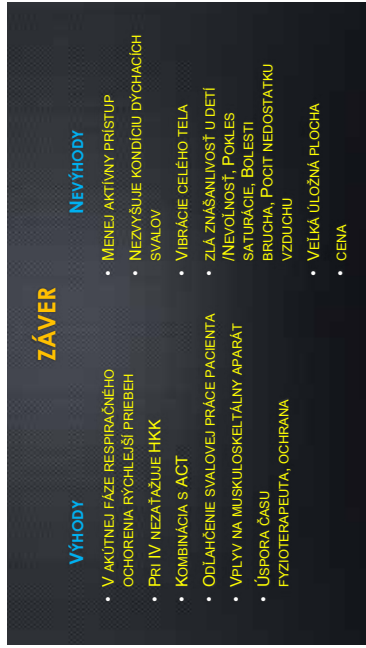 ZÁVER
VÝHODY
• V AKÚTNEJ FÁZE RESPIRAČNÉHO
OCHORENIA RÝCHLEJŠÍ PRIEBEH
• PRI IV NEZAŤAŽUJE HKK
• KOMBINÁCIA S ACT
• ODĽAHČENIE SVALOVEJ PRÁCE PACIENTA
• VPLYV NA MUSKULOSKELTÁLNY APARÁT
• ÚSPORA ČASU
FYZIOTERAPEUTA, OCHRANA
NEVÝHODY
• MENEJ AKTÍVNY PRÍSTUP
• NEZVVŠUJE KONDÍCIU DÝCHACÍCH
SVALOV
• VIBRÁCIE CELÉHO TELA
• ZLÁ ZNÁŠANLIVOSŤ U DETÍ
/NEVOĽNOSŤ, POKLES
SATURÁCIE, BOLESTI
BRUCHA, POCIT NEDOSTATKU
VZDUCHU
• VEĽKÁ ÚLOŽNÁ PLOCHA
• CENA